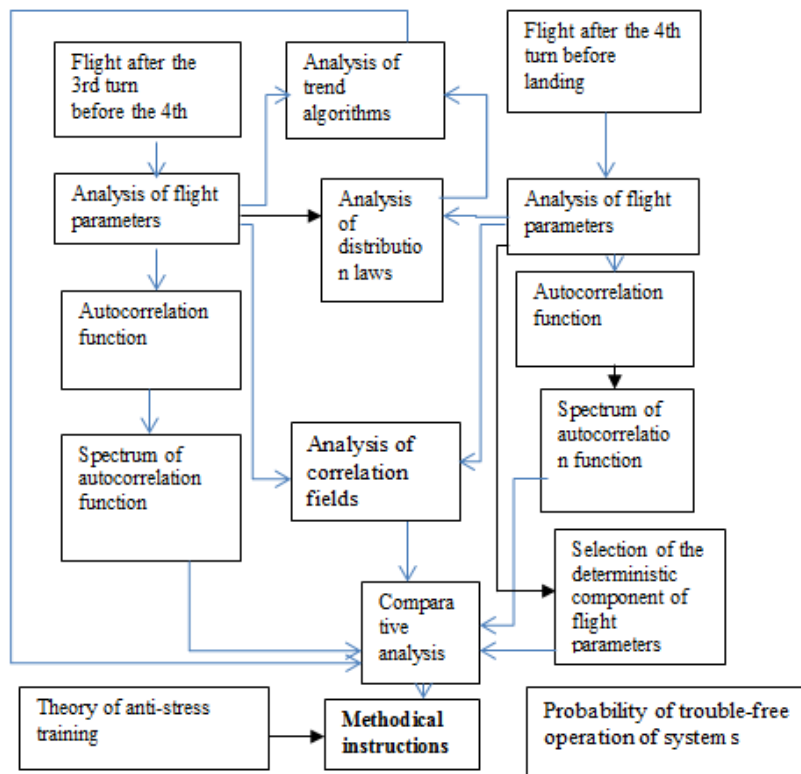 Flight after the
3rd turn
before the 4th
Analysis of
trend
algorithms
Flight after the 4th
turn before
landing
Analysis of flight
parameters
Analysis
of
distributio
n laws
Analysis of flight
parameters
Autocorrelation
function
Autocorrelation
function
Spectrum of
autocorrelation
function
Analysis of
correlation
fields
Spectrum of
autocorrelatio
n function
Selection of the
deterministic
component of
flight
parameters
Compara
tive
analysis
Theory of anti-stress
training
Methodical
instructions
Probability of trouble-free
operation of system s